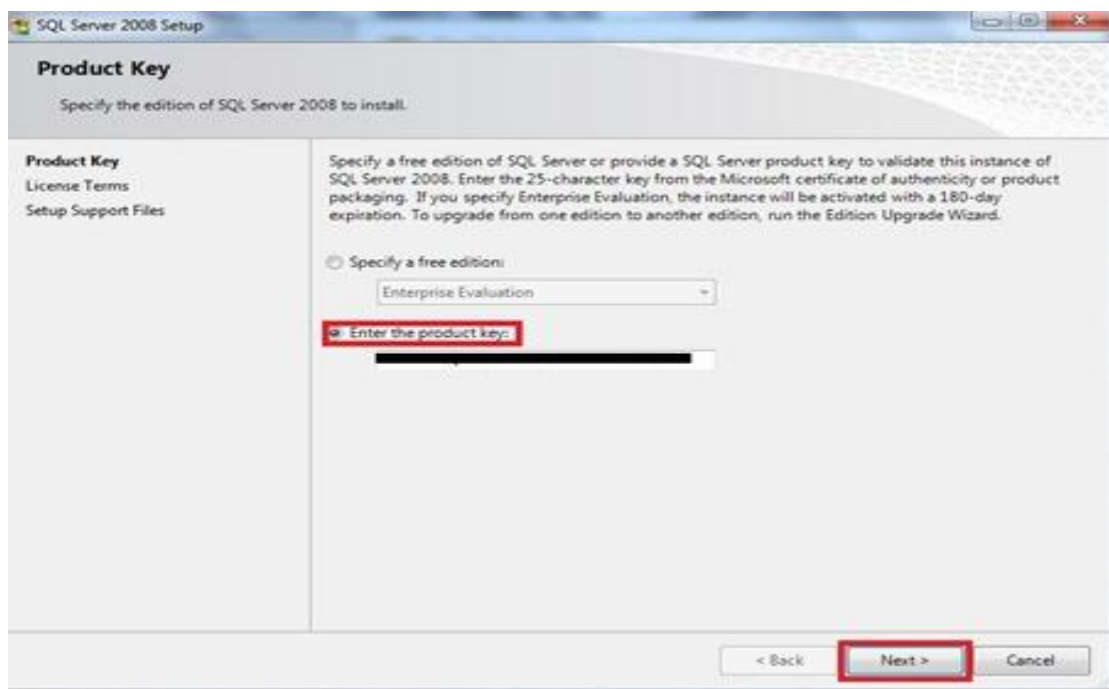 SQL Server 2008 Setup
Product Key
Specify the edition of SQL Server 2008 to install.
Product Key
License Terms
Setup Support Files
Specify a free edition of SQL Server or provide a SQL Server product key to validate this instance of
SQL Server 2008. Enter the 25-character key from the Microsoft certificate of authenticity or product
packaging. If you specify Enterprise Evaluation, the instance will be activated with a 180-day
expiration. To upgrade from one edition to another edition, run the Edition Upgrade Wizard.
Specify a free edition:
Enterprise Evaluation
Enter the product key:
< Back
Next >
Cancel